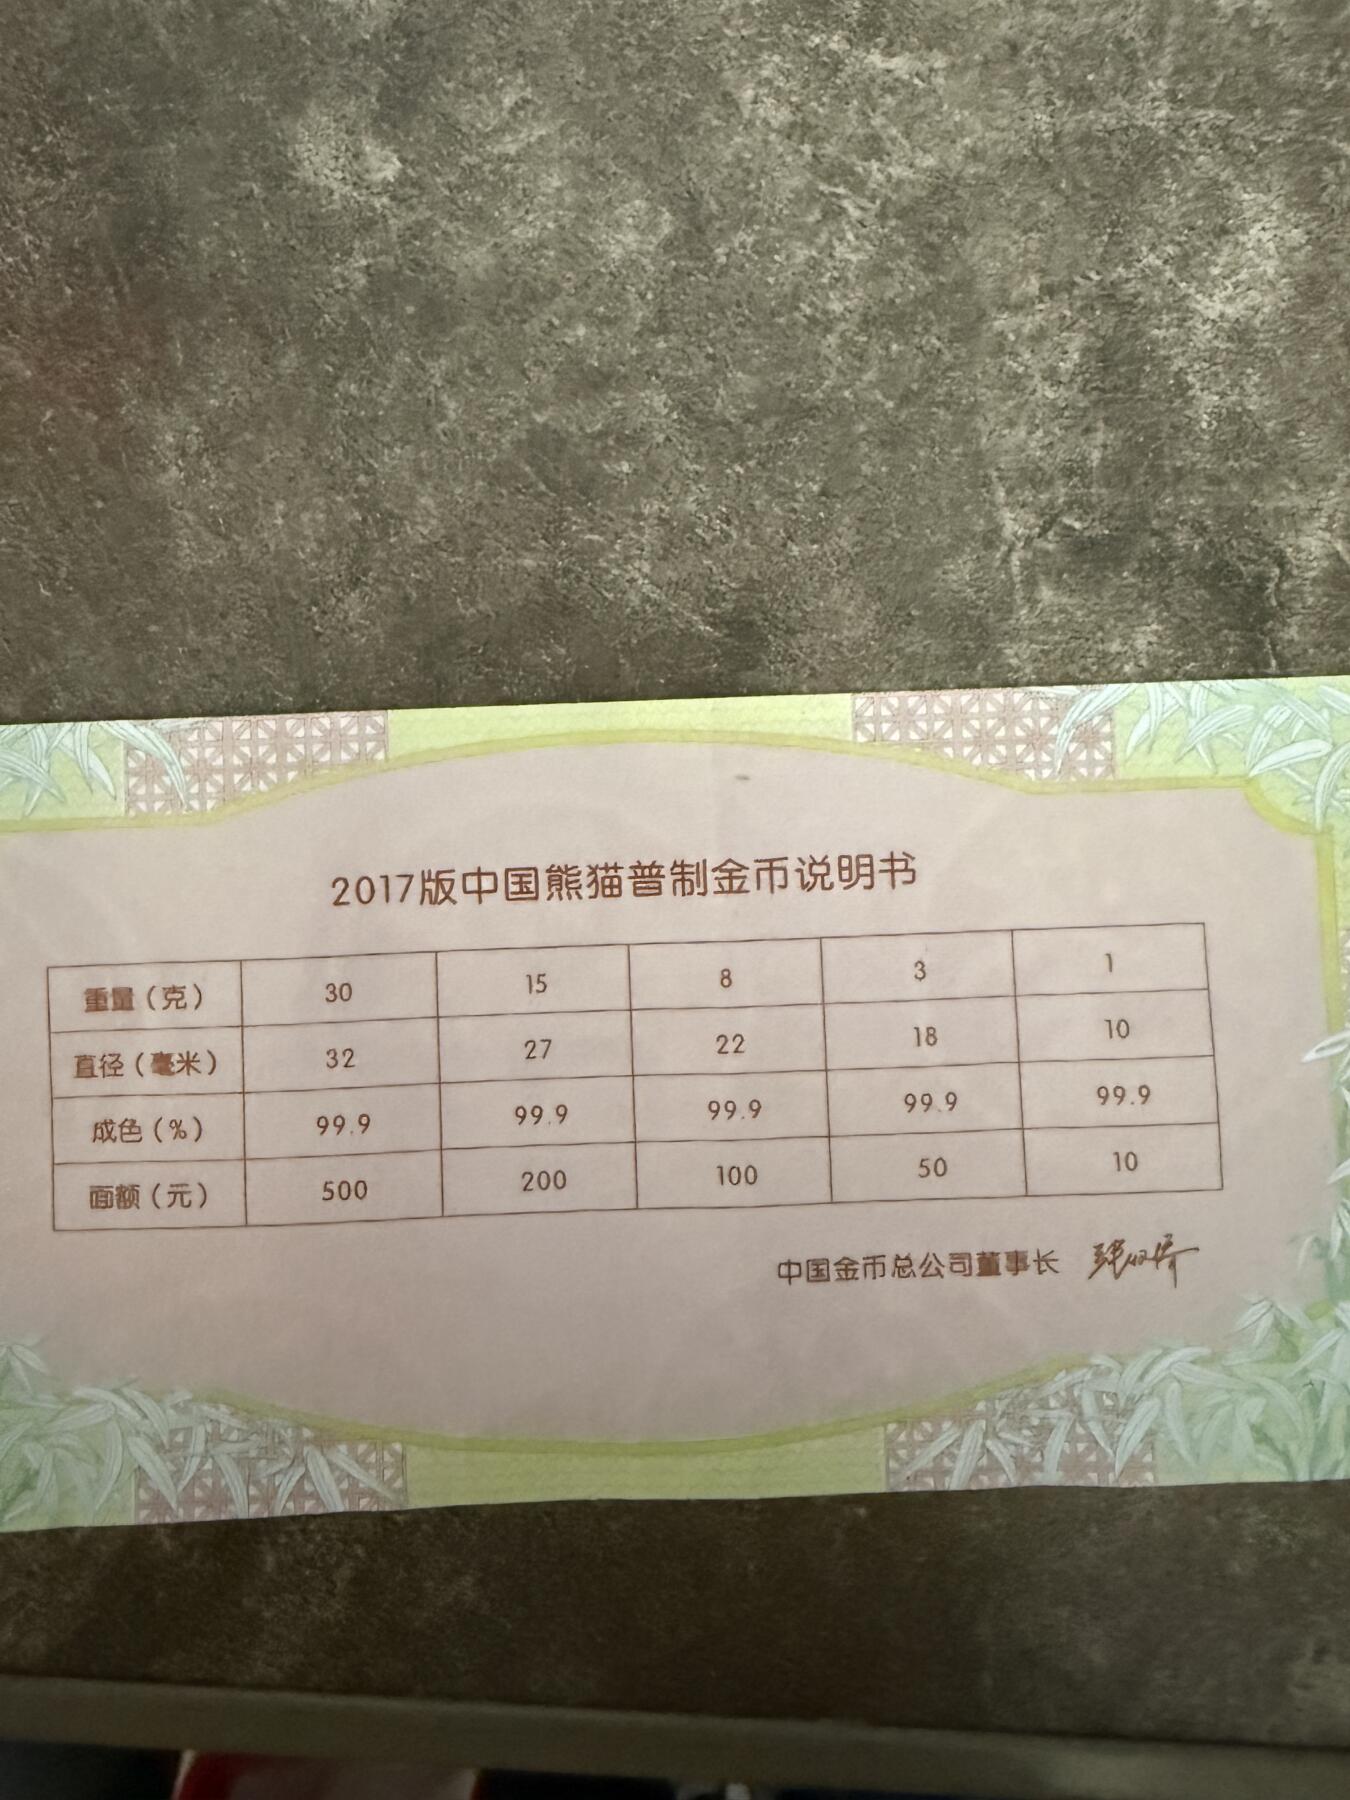 2017版中国熊猫普制金币说明书
重量（克） 30 15 8 3 1
直径（毫米） 32 27 22 18 10
成色（%） 99.9 99.9 99.9 99.9 99.9
面额（元） 500 200 100 50 10
中国金币总公司董事长